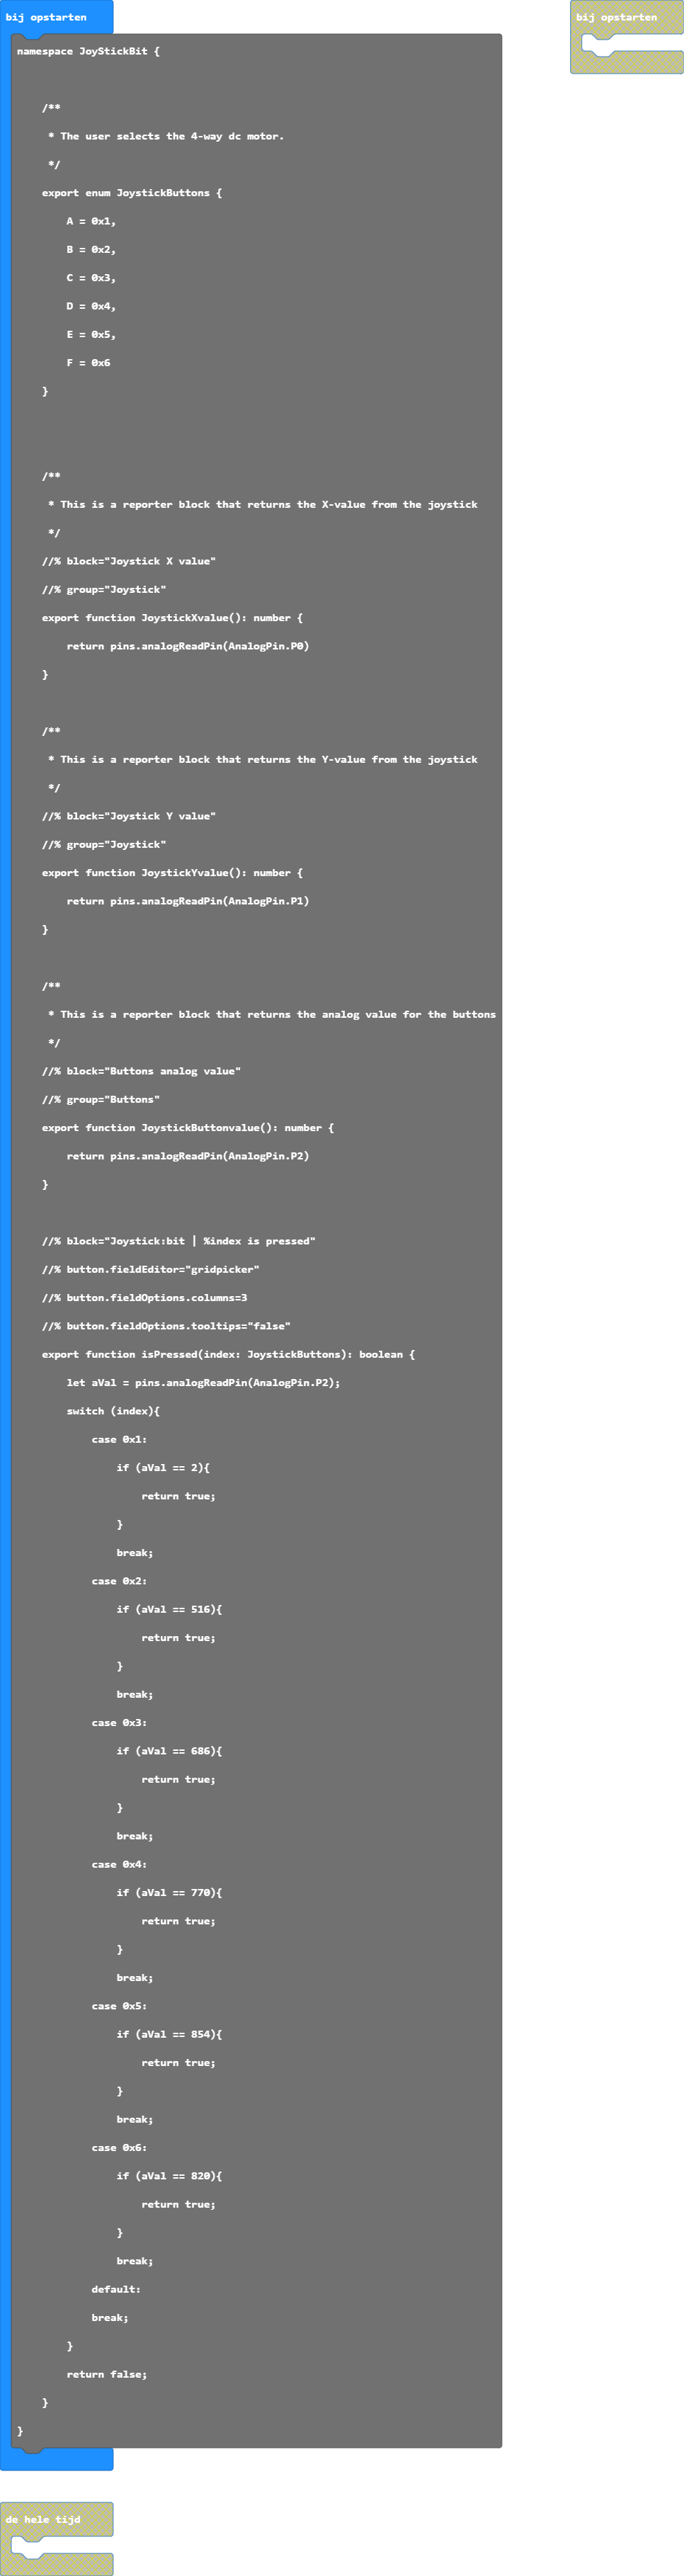 bij opstarten
bij opstarten
namespace JoyStickBit {
/**
* The user selects the 4-way dc motor.
*/
export enum JoystickButtons {
A = 0x1,
B = 0x2,
C = 0x3,
D = 0x4,
E = 0x5,
F = 0x6
}
/**
* This is a reporter block that returns the X-value from the joystick
*/
//% block="Joystick X value"
//% group="Joystick"
export function JoystickXvalue(): number {
return pins.analogReadPin(AnalogPin.P0)
}
/**
* This is a reporter block that returns the Y-value from the joystick
*/
//% block="Joystick Y value"
//% group="Joystick"
export function JoystickYvalue(): number {
return pins.analogReadPin(AnalogPin.P1)
}
/**
* This is a reporter block that returns the analog value for the buttons
*/
//% block="Buttons analog value"
//% group="Buttons"
export function JoystickButtonvalue(): number {
return pins.analogReadPin(AnalogPin.P2)
}
//% block="Joystick:bit | %index is pressed"
//% button.fieldEditor="gridpicker"
//% button.fieldOptions.columns=3
//% button.fieldOptions.tooltips="false"
export function isPressed(index: JoystickButtons): boolean {
let aVal = pins.analogReadPin(AnalogPin.P2);
switch (index){
case 0x1:
if (aVal == 2){
return true;
}
break;
case 0x2:
if (aVal == 516){
return true;
}
break;
case 0x3:
if (aVal == 686){
return true;
}
break;
case 0x4:
if (aVal == 770){
return true;
}
break;
case 0x5:
if (aVal == 854){
return true;
}
break;
case 0x6:
if (aVal == 820){
return true;
}
break;
default:
break;
}
return false;
}
}
de hele tijd